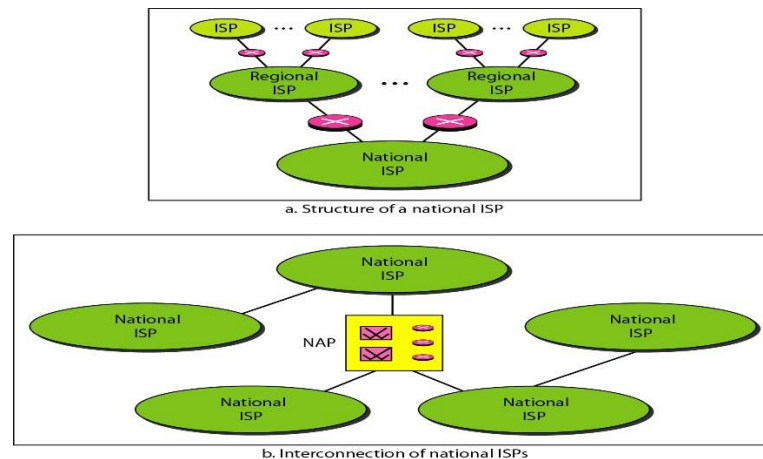 ISP ... ISP ISP ... ISP
Regional
ISP
...
Regional
ISP
National
ISP
a. Structure of a national ISP
National
ISP
National
ISP
National
ISP
NAP
National
ISP
National
ISP
b. Interconnection of national ISPs